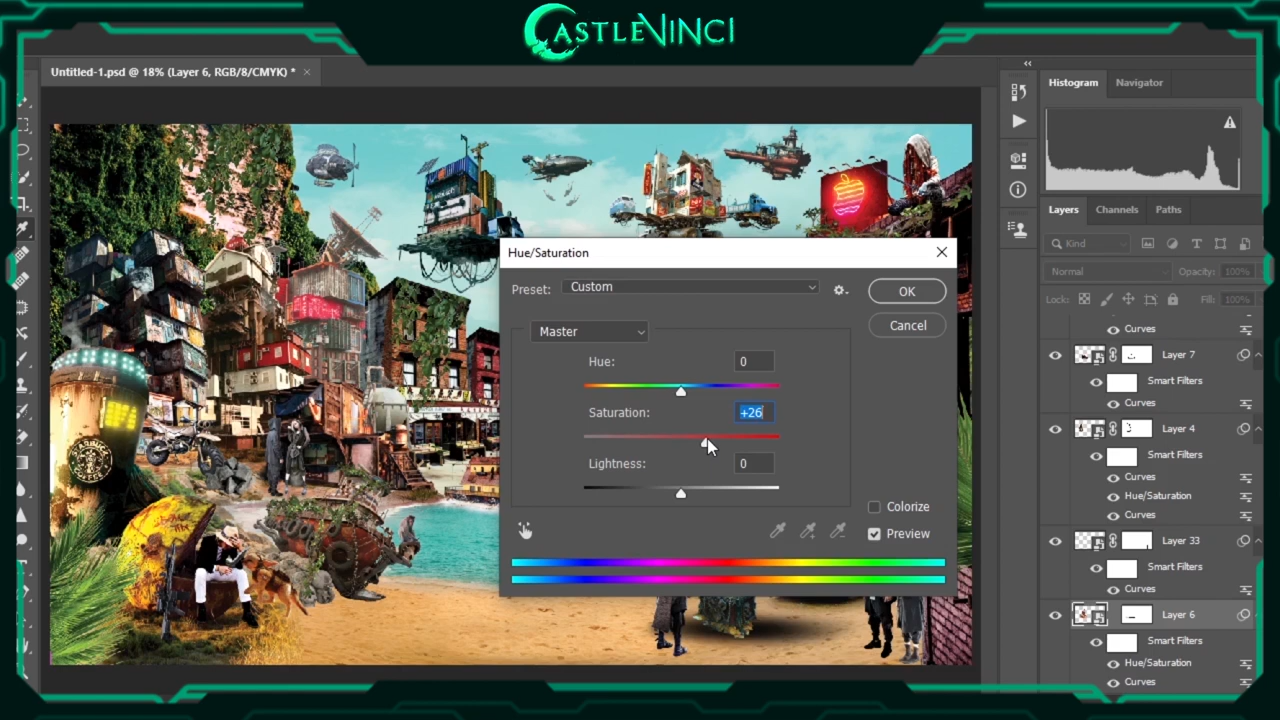 CASTLEVINCI
Untitled-1.psd @ 18% (Layer 6, RGB/8/CMYK) *
Histogram
Navigator
Hue/Saturation
Preset:
Custom
OK
Cancel
Master
Hue:
0
Saturation:
+26
Lightness:
0
Colorize
Preview
Layers
Channels
Paths
Kind
Normal
Opacity:
100%
Lock:
Fill:
100%
Curves
Layer 7
Smart Filters
Curves
Layer 4
Smart Filters
Curves
Hue/Saturation
Curves
Layer 33
Smart Filters
Curves
Layer 6
Smart Filters
Hue/Saturation
Curves
COFFEE